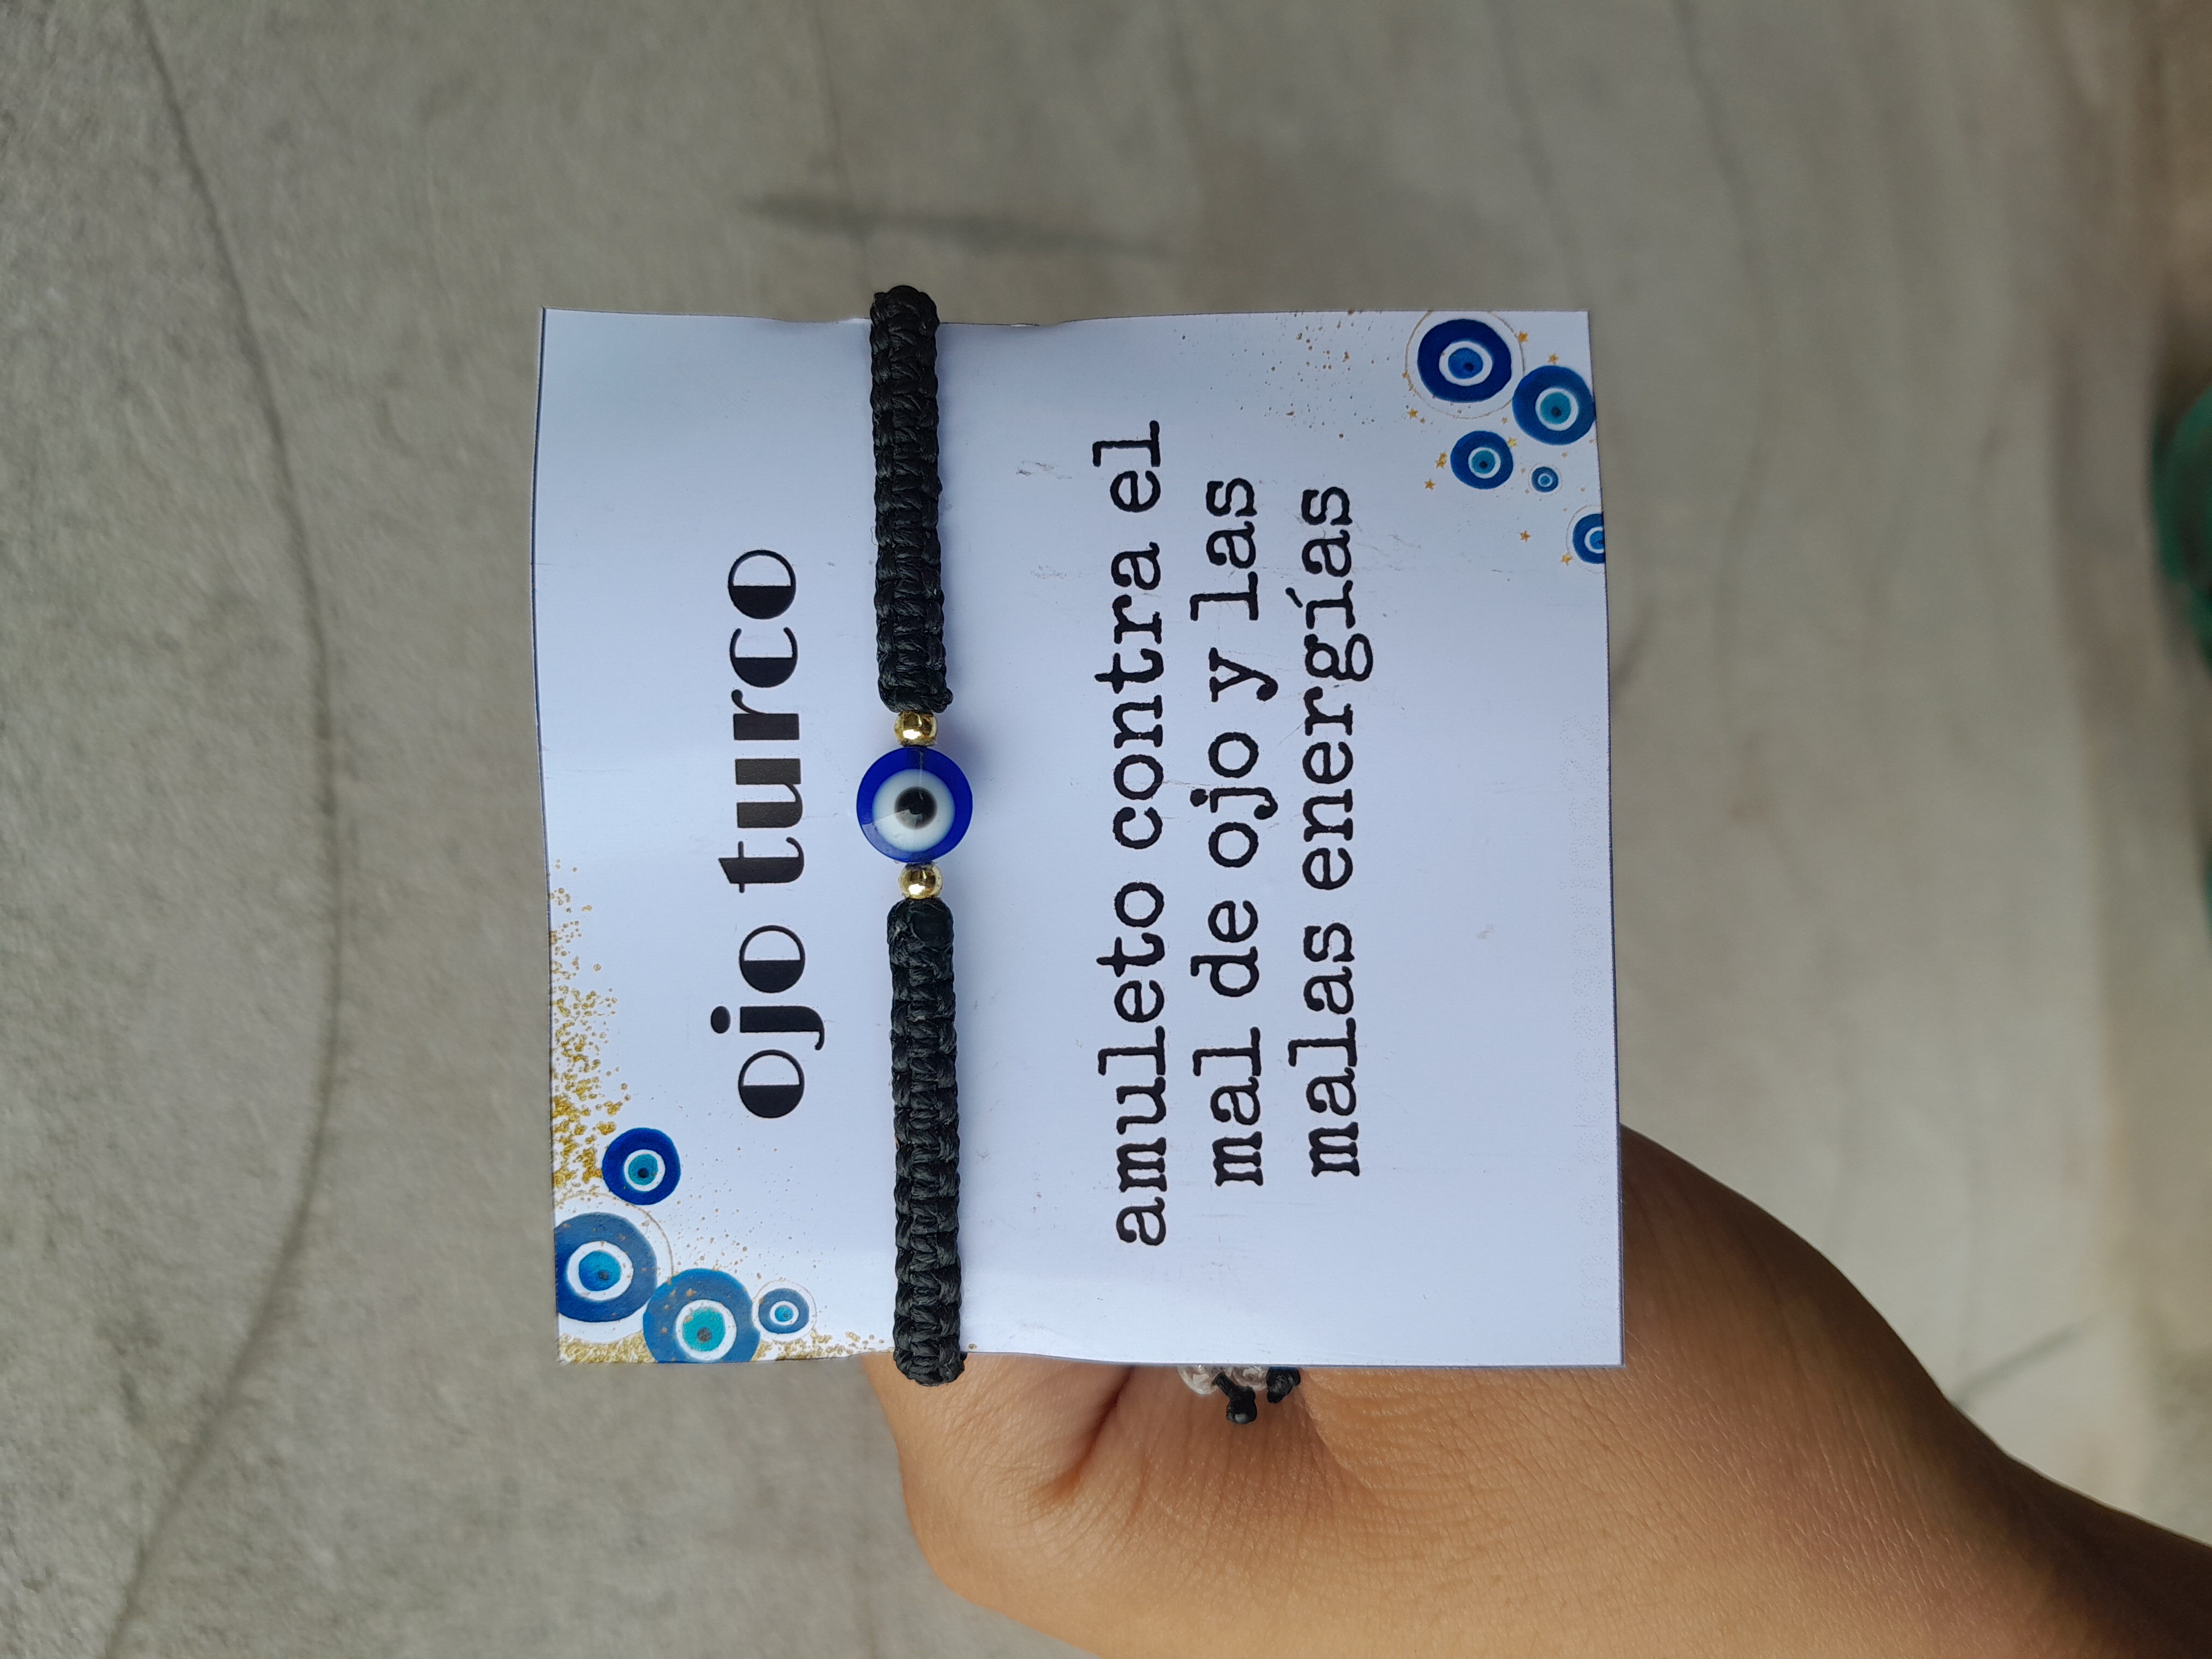 ojo turco
amuleto contra el
mal de ojo y las
malas energías